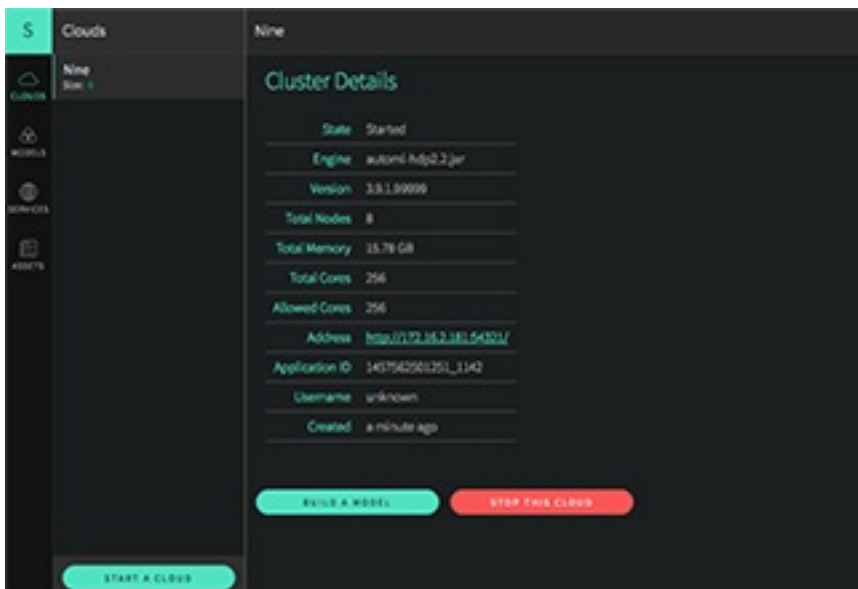 S
Clouds
Nine
CLOUDS
MODELS
SERVICES
ASSETS
Nine
Size: 8
START A CLOUD
Cluster Details
State Started
Engine automl-hdp2.2.jar
Version 3.9.1.99999
Total Nodes 8
Total Memory 15.78 GB
Total Cores 256
Allowed Cores 256
Address http://172.16.2.181:54321/
Application ID 1457562501251_1142
Username unknown
Created a minute ago
BUILD A MODEL
STOP THIS CLOUD